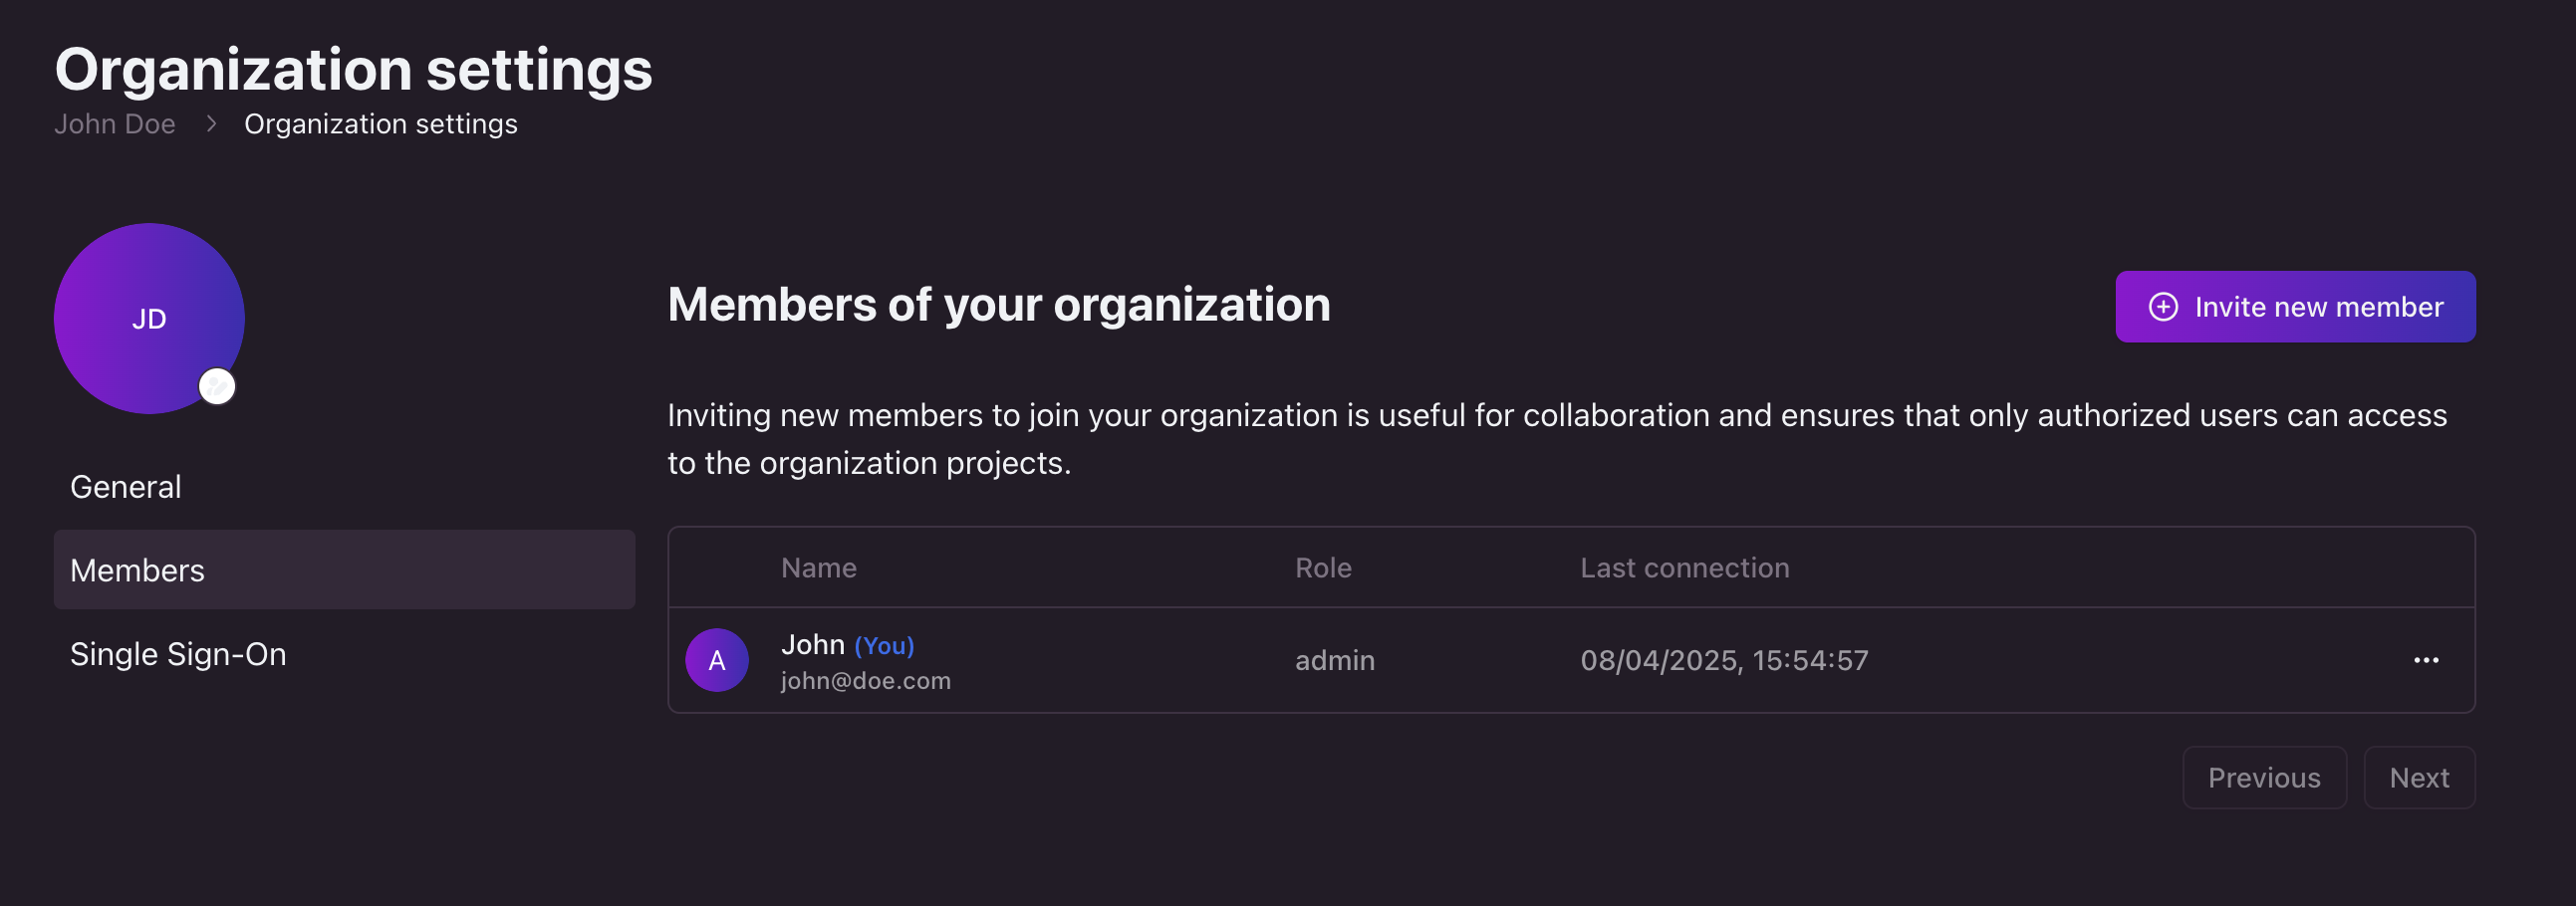 Organization settings
John Doe > Organization settings
JD
General
Members
Single Sign-On
Members of your organization
Invite new member
Inviting new members to join your organization is useful for collaboration and ensures that only authorized users can access
to the organization projects.
Name Role Last connection
A
John (You)
john@doe.com
admin
08/04/2025, 15:54:57
Previous Next